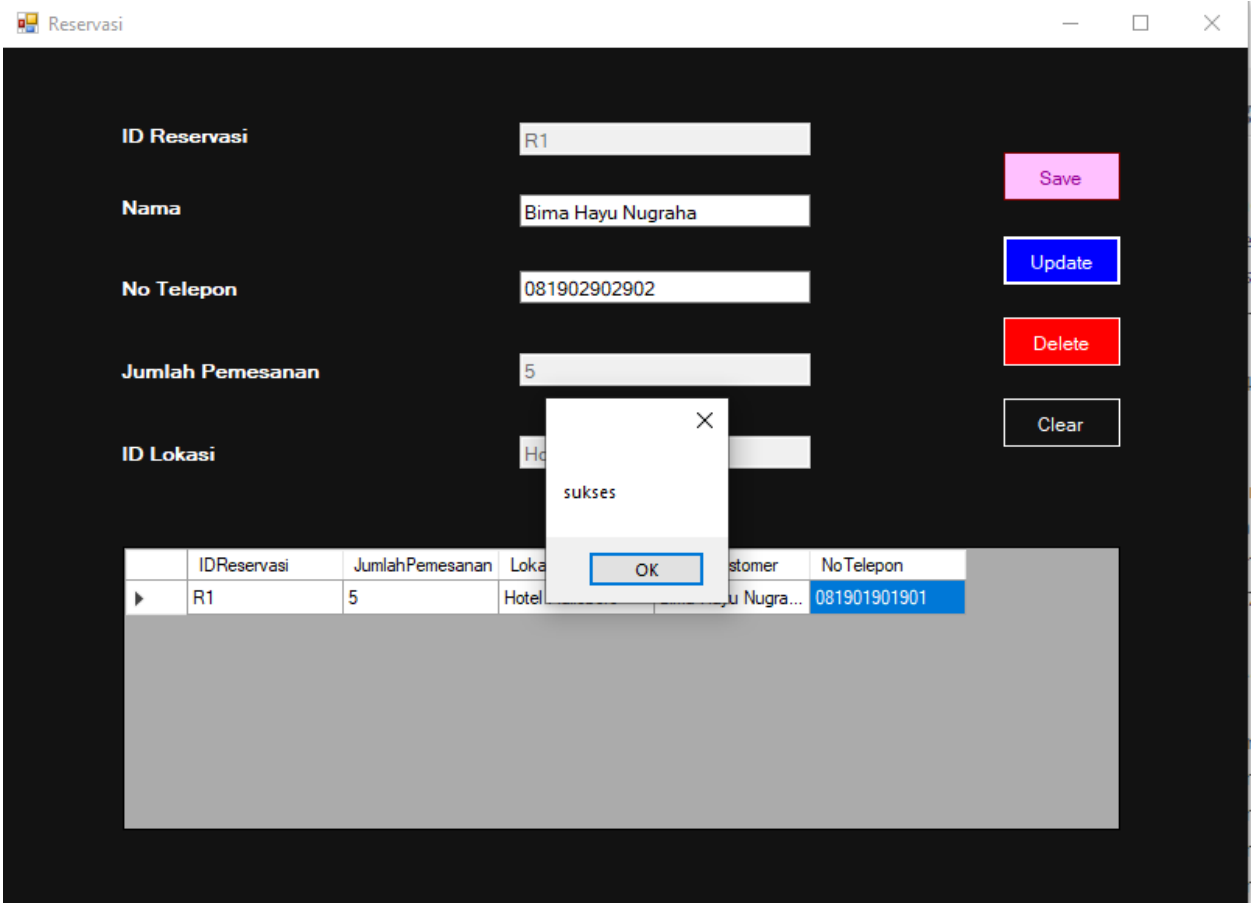 Reservasi
ID Reservasi R1
Save
Nama Bima Hayu Nugraha
Update
No Telepon 081902902902
Delete
Jumlah Pemesanan 5
Clear
ID Lokasi
sukses
OK
IDReservasi JumlahPemesanan NoTelepon
R1 5 Hotel 081901901901